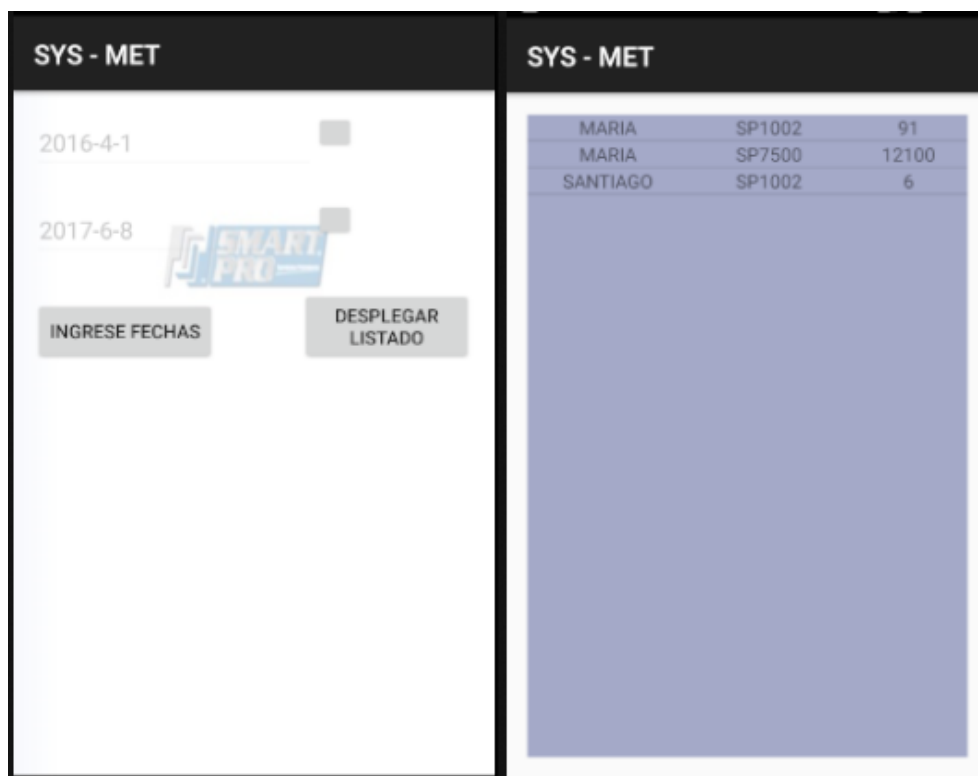 SYS - MET
2016-4-1
2017-6-8
SMART
PRO
INGRESE FECHAS
DESPLEGAR
LISTADO
SYS - MET
MARIA SP1002 91
MARIA SP7500 12100
SANTIAGO SP1002 6